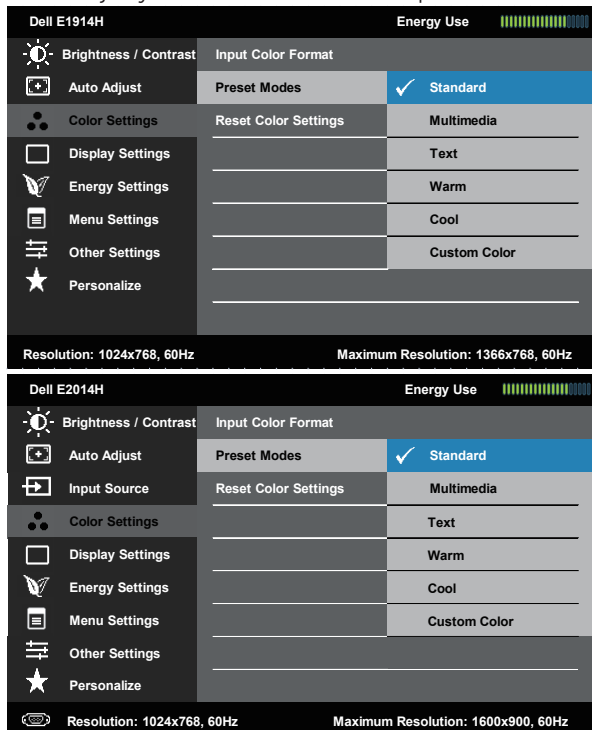 Dell E1914H Energy Use
Brightness / Contrast Input Color Format
Auto Adjust Preset Modes Standard
Color Settings Reset Color Settings Multimedia
Display Settings Text
Energy Settings Warm
Menu Settings Cool
Other Settings Custom Color
Personalize
Resolution: 1024x768, 60Hz Maximum Resolution: 1366x768, 60Hz
Dell E2014H Energy Use
Brightness / Contrast Input Color Format
Auto Adjust Preset Modes Standard
Input Source Reset Color Settings Multimedia
Color Settings Text
Display Settings Warm
Energy Settings Cool
Menu Settings Custom Color
Other Settings
Personalize
Resolution: 1024x768, 60Hz Maximum Resolution: 1600x900, 60Hz